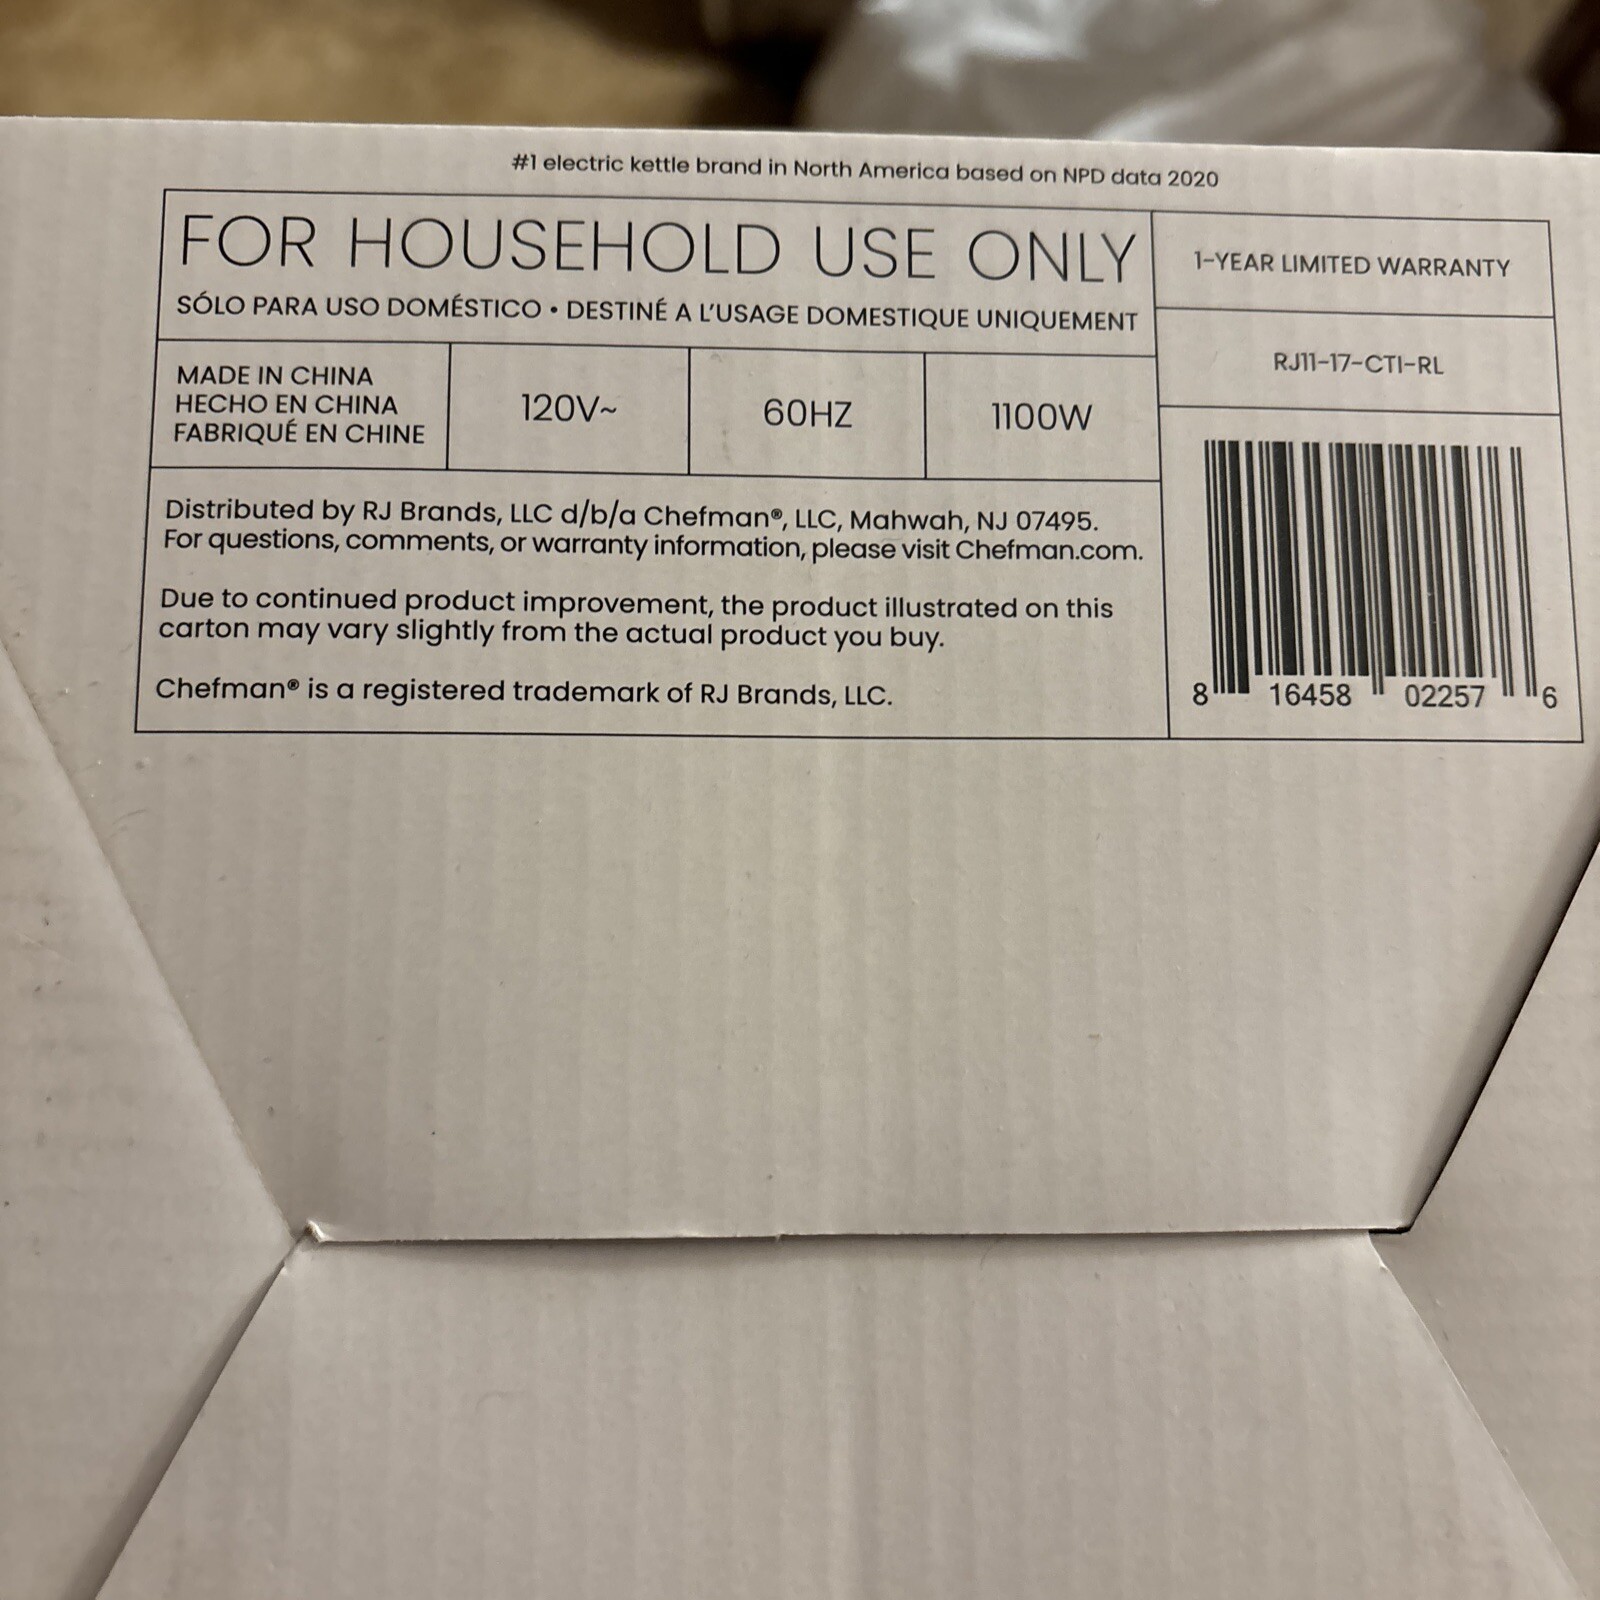 #1 electric kettle brand in North America based on NPD data 2020
FOR HOUSEHOLD USE ONLY
SÓLO PARA USO DOMÉSTICO • DESTINÉ A L'USAGE DOMESTIQUE UNIQUEMENT
MADE IN CHINA
HECHO EN CHINA
FABRIQUÉ EN CHINE
120V~
60HZ
1100W
Distributed by RJ Brands, LLC d/b/a Chefman®, LLC, Mahwah, NJ 07495.
For questions, comments, or warranty information, please visit Chefman.com.
Due to continued product improvement, the product illustrated on this
carton may vary slightly from the actual product you buy.
Chefman® is a registered trademark of RJ Brands, LLC.
1-YEAR LIMITED WARRANTY
RJ11-17-CTI-RL
8 16458 02257 6